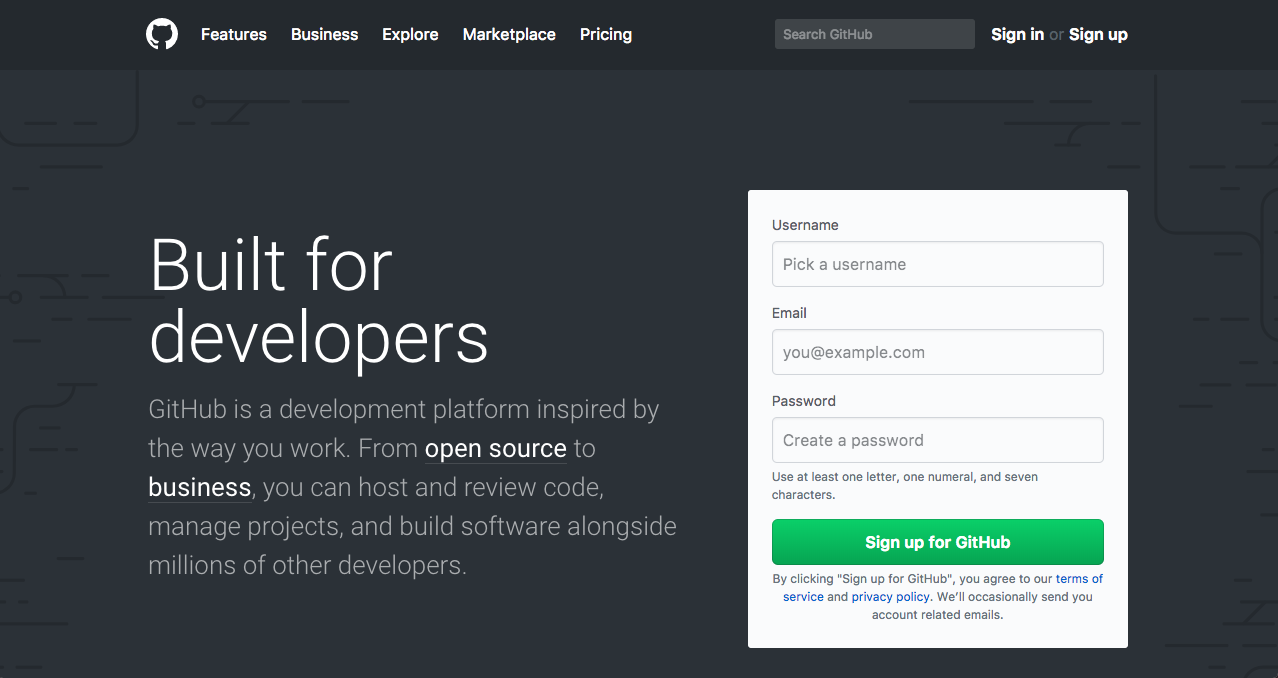 Features Business Explore Marketplace Pricing Search GitHub Sign in or Sign up
Built for
developers
GitHub is a development platform inspired by
the way you work. From open source to
business, you can host and review code,
manage projects, and build software alongside
millions of other developers.
Username
Pick a username
Email
you@example.com
Password
Create a password
Use at least one letter, one numeral, and seven
characters.
Sign up for GitHub
By clicking "Sign up for GitHub", you agree to our terms of
service and privacy policy. We’ll occasionally send you
account related emails.